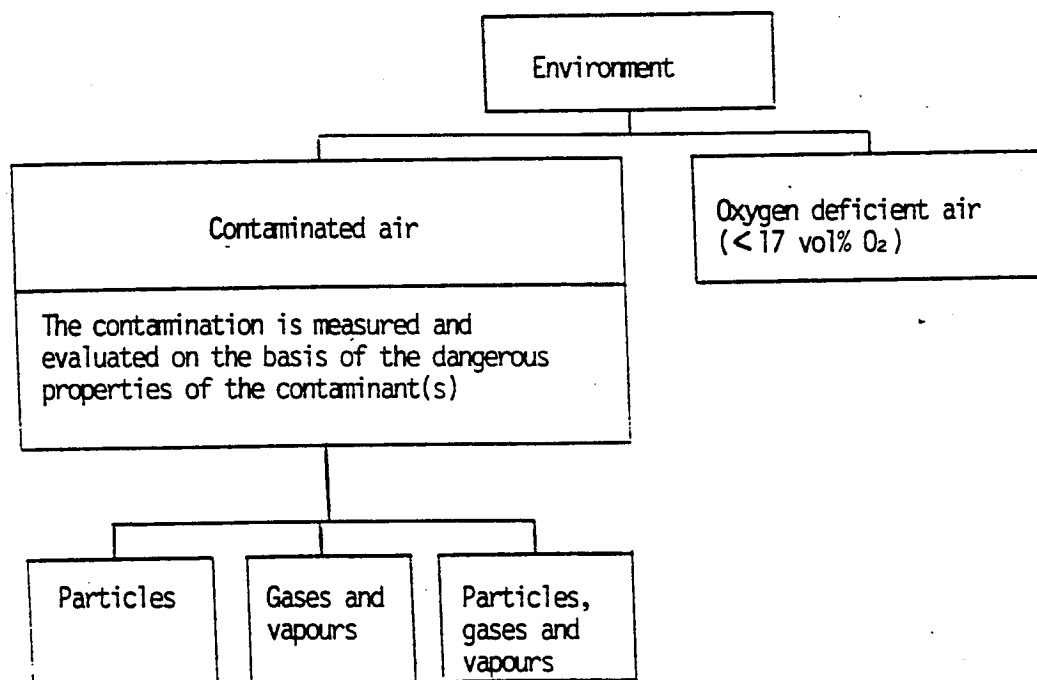 Environment
Contaminated air
Oxygen deficient air
(<17 vol% O₂)
The contamination is measured and
evaluated on the basis of the dangerous
properties of the contaminant(s)
Particles
Gases and
vapours
Particles,
gases and
vapours